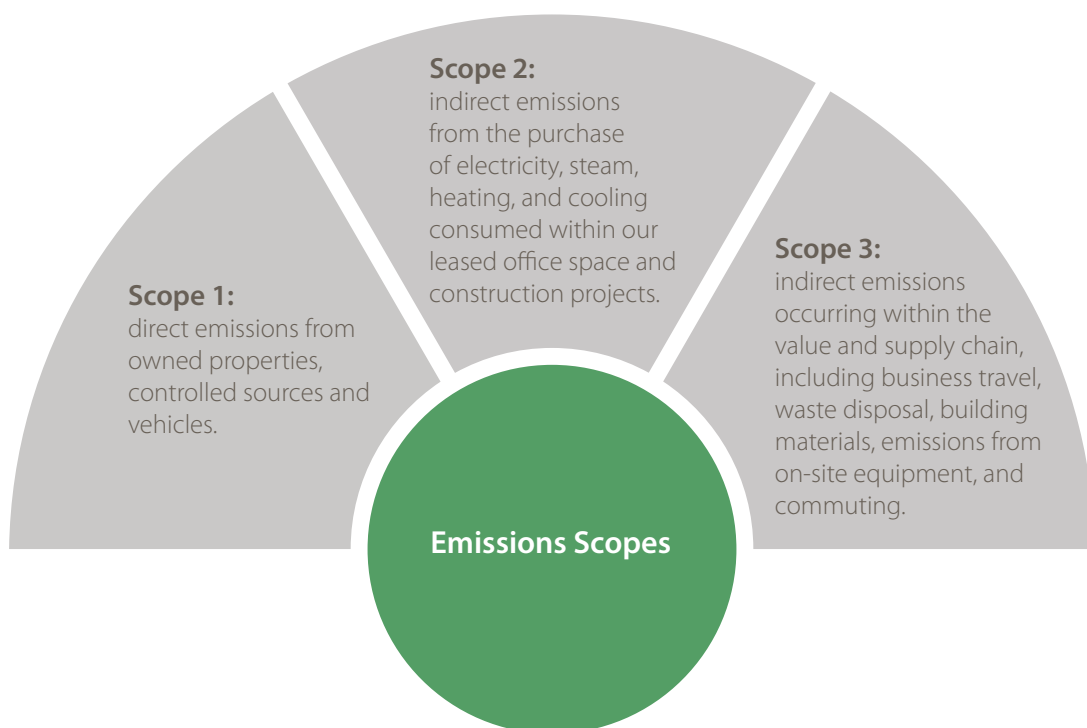 Scope 2:
indirect emissions
from the purchase
of electricity, steam,
heating, and cooling
consumed within our
leased office space and
construction projects.
Scope 1:
direct emissions from
owned properties,
controlled sources and
vehicles.
Scope 3:
indirect emissions
occurring within the
value and supply chain,
including business travel,
waste disposal, building
materials, emissions from
on-site equipment, and
commuting.
Emissions Scopes